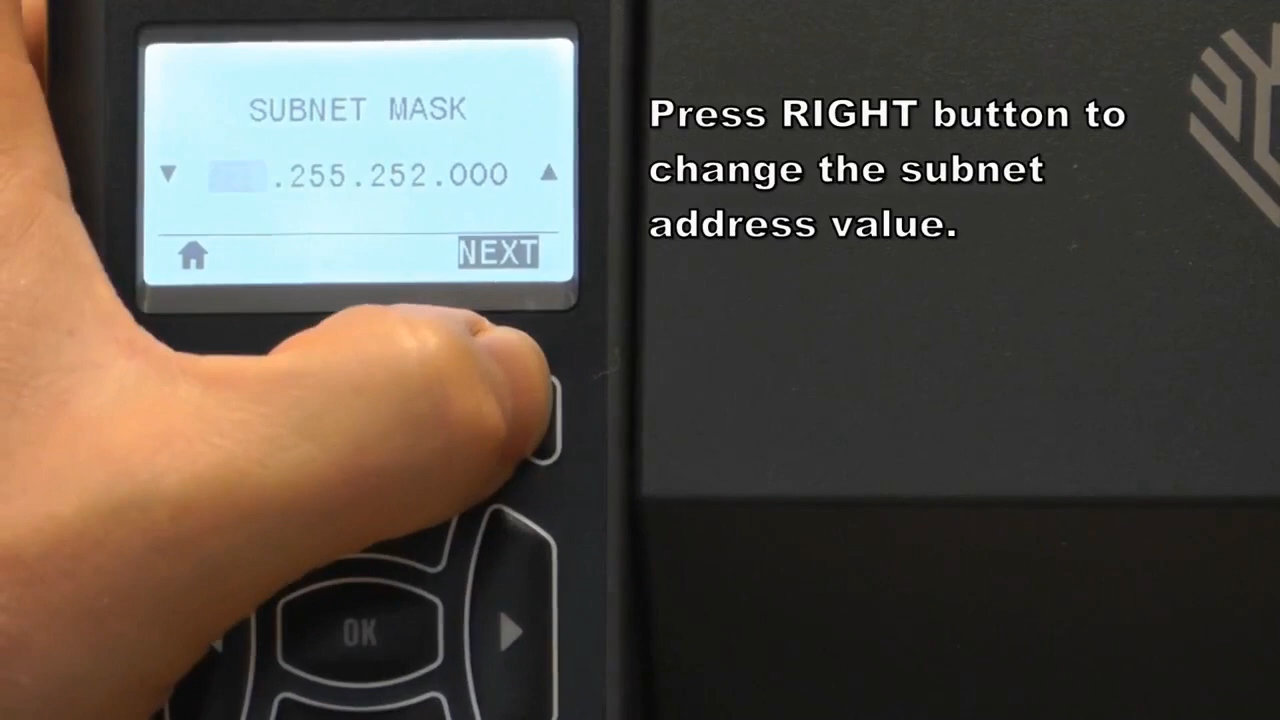 SUBNET MASK
.255.252.000
NEXT
OK
Press RIGHT button to
change the subnet
address value.